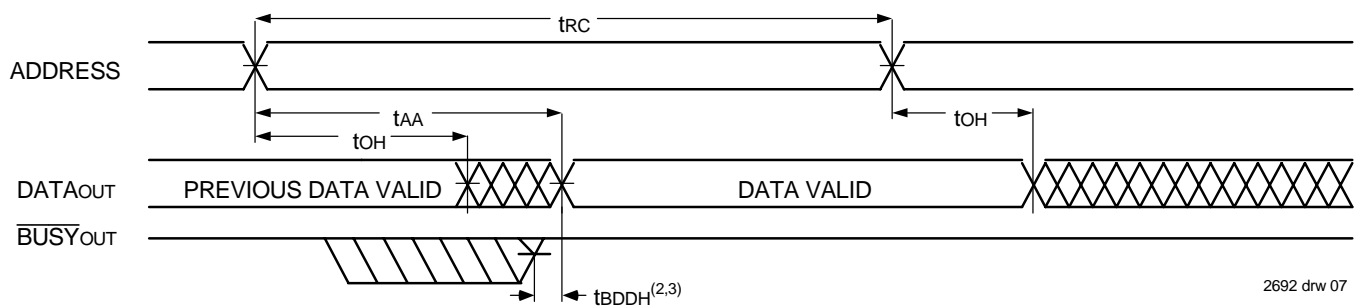 tRC
ADDRESS
tAA
tOH
tOH
DATAOUT
PREVIOUS DATA VALID
DATA VALID
BUSYOUT
tBDDH(2,3)
2692 drw 07